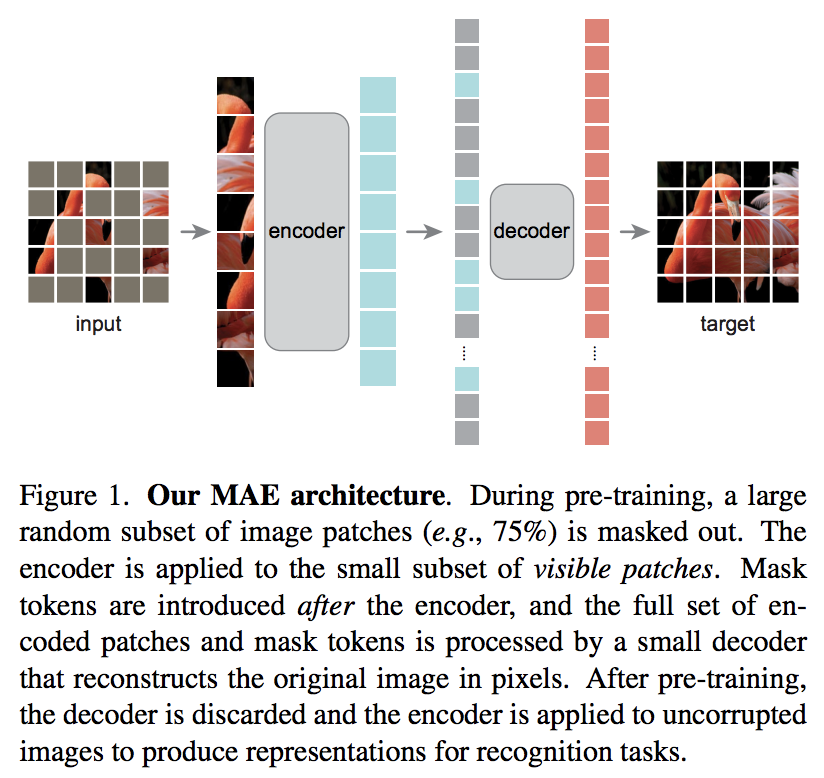 input
encoder
decoder
target
Figure 1. Our MAE architecture. During pre-training, a large
random subset of image patches (e.g., 75%) is masked out. The
encoder is applied to the small subset of visible patches. Mask
tokens are introduced after the encoder, and the full set of en-
coded patches and mask tokens is processed by a small decoder
that reconstructs the original image in pixels. After pre-training,
the decoder is discarded and the encoder is applied to uncorrupted
images to produce representations for recognition tasks.